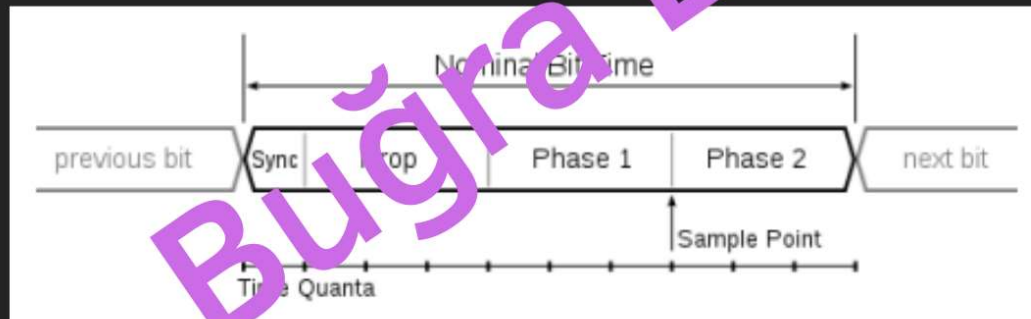 Nominal Bit Time
previous bit
Sync
Prop
Phase 1
Phase 2
next bit
Sample Point
Time Quanta
Buğra